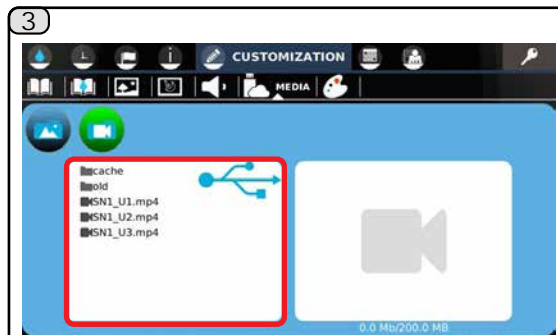 3
CUSTOMIZATION
MEDIA
cache
old
SN1_U1.mp4
SN1_U2.mp4
SN1_U3.mp4
0.0 Mb/200.0 MB